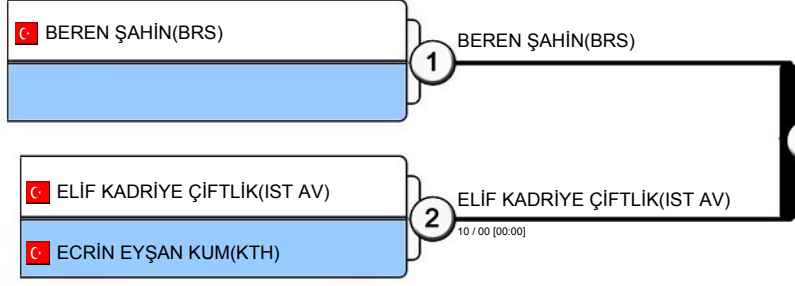 BEREN ŞAHİN(BRS)
1
BEREN ŞAHİN(BRS)
ELİF KADRİYE ÇİFTLİK(IST AV)
2
ELİF KADRİYE ÇİFTLİK(IST AV)
10 / 00 [00:00]
ECRİN EYŞAN KUM(KTH)